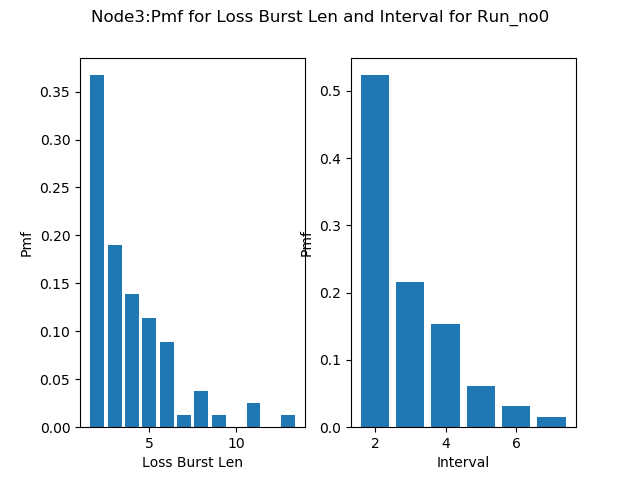 Node3:Pmf for Loss Burst Len and Interval for Run_no0
0.35
0.30
0.25
0.20
0.15
0.10
0.05
0.00
Pmf
5 10
Loss Burst Len
0.5
0.4
0.3
0.2
0.1
0.0
Pmf
2 4 6
Interval